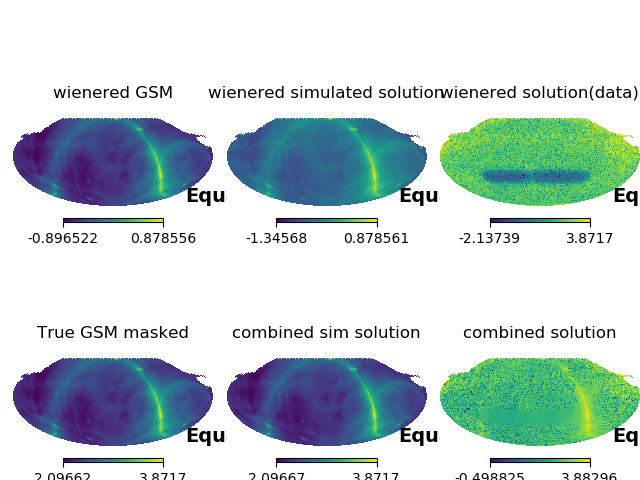 wienered GSM
wienered simulated solution
wienered solution(data)
Equ
Equ
Eq
-0.896522 0.878556
-1.34568 0.878561
-2.13739 3.8717
True GSM masked
combined sim solution
combined solution
Equ
Equ
Eq
2.09662 3.8717
2.09667 3.8717
-0.498825 3.88296